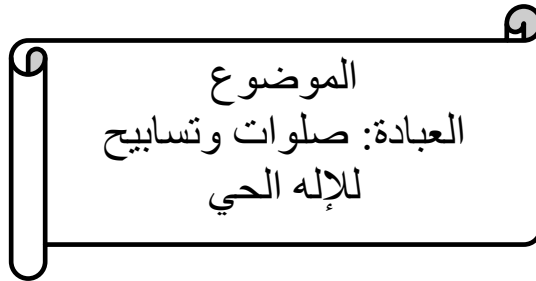 الموضوع
العبادة: صلوات وتسابيح
للإله الحي